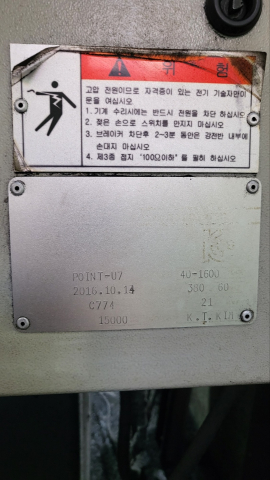 위 험
고압 전원이므로 자격증이 있는 전기 기술자만이
문을 여십시오
1. 기계 수리시에는 반드시 전원을 차단 하십시오
2. 젖은 손으로 스위치를 만지지 마십시오
3. 브레이커 차단후 2~3분 동안은 강전반 내부에
손대지 마십시오
4. 제3종 접지 '100Ω이하'를 필히 하십시오
POINT-U7 40-1600
2016.10.14 380 60
C774 21
15000 K.T.KIM